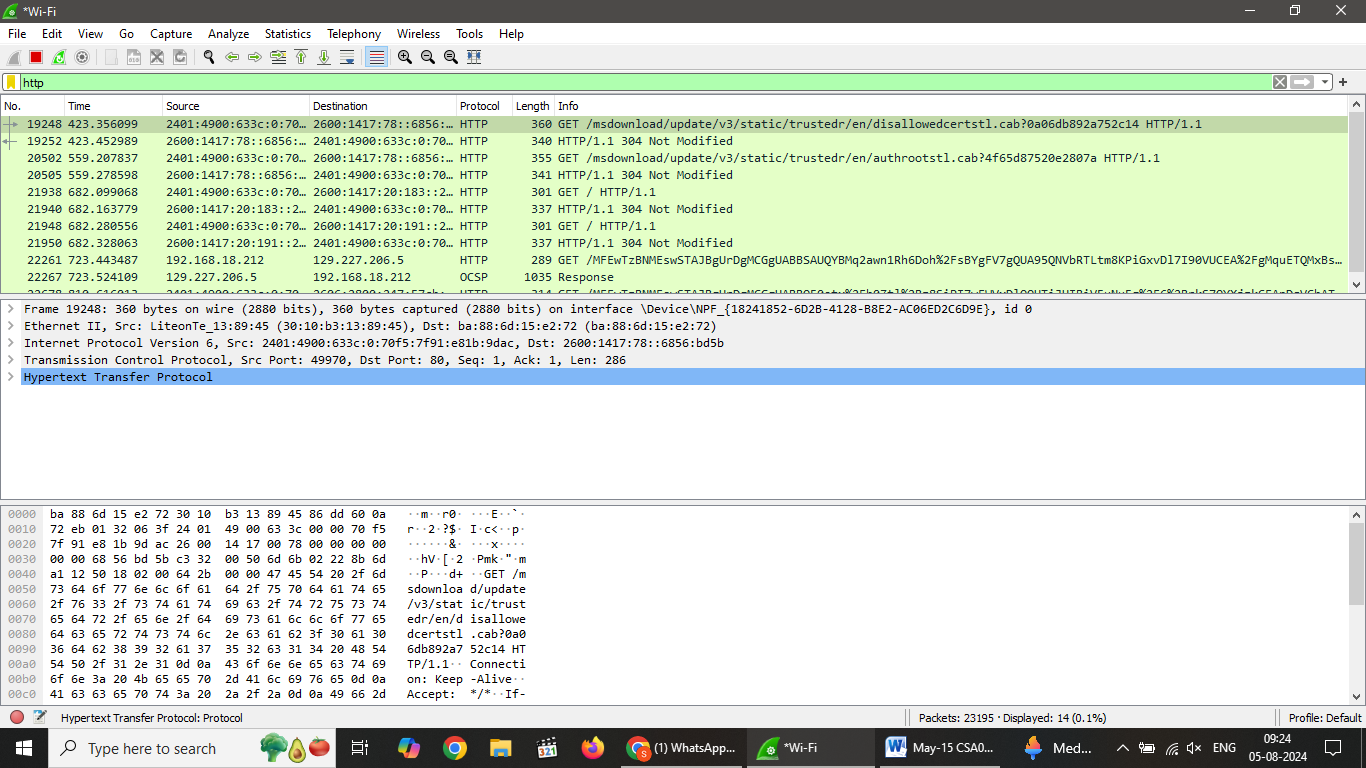 *Wi-Fi
File Edit View Go Capture Analyze Statistics Telephony Wireless Tools Help
http
No. Time Source Destination Protocol Length Info
19248 423.356099 2401:4900:633c:0:70… 2600:1417:78::6856:… HTTP 360 GET /msdownload/update/v3/static/trustedr/en/disallowedcertstl.cab?0a06db892a752c14 HTTP/1.1
19252 423.452989 2600:1417:78::6856:… 2401:4900:633c:0:70… HTTP 340 HTTP/1.1 304 Not Modified
20502 559.207837 2401:4900:633c:0:70… 2600:1417:78::6856:… HTTP 355 GET /msdownload/update/v3/static/trustedr/en/authrootstl.cab?4f65d87520e2807a HTTP/1.1
20505 559.278598 2600:1417:78::6856:… 2401:4900:633c:0:70… HTTP 341 HTTP/1.1 304 Not Modified
21938 682.099068 2401:4900:633c:0:70… 2600:1417:20:183::2… HTTP 301 GET / HTTP/1.1
21940 682.163779 2600:1417:20:183::2… 2401:4900:633c:0:70… HTTP 337 HTTP/1.1 304 Not Modified
21948 682.280556 2401:4900:633c:0:70… 2600:1417:20:191::2… HTTP 301 GET / HTTP/1.1
21950 682.328063 2600:1417:20:191::2… 2401:4900:633c:0:70… HTTP 337 HTTP/1.1 304 Not Modified
22261 723.443487 192.168.18.212 129.227.206.5 HTTP 289 GET /MFEwTzBNMEswSTAJBgUrDgMCGgUABBSAUQYBMq2awn1Rh6Doh%2FsBYgFV7gQUA95QNVbRTLtm8KPiGxvDl7I90VUCEA%2FgMquETQMxBs…
22267 723.524109 129.227.206.5 192.168.18.212 OCSP 1035 Response
Frame 19248: 360 bytes on wire (2880 bits), 360 bytes captured (2880 bits) on interface \Device\NPF_{18241852-6D2B-4128-B8E2-AC06ED2C6D9E}, id 0
Ethernet II, Src: LiteonTe_13:89:45 (30:10:b3:13:89:45), Dst: ba:88:6d:15:e2:72 (ba:88:6d:15:e2:72)
Internet Protocol Version 6, Src: 2401:4900:633c:0:70f5:7f91:e81b:9dac, Dst: 2600:1417:78::6856:bd5b
Transmission Control Protocol, Src Port: 49970, Dst Port: 80, Seq: 1, Ack: 1, Len: 286
Hypertext Transfer Protocol
0000 ba 88 6d 15 e2 72 30 10 b3 13 89 45 86 dd 60 0a ··m··r0· ···E··`·
0010 72 eb 01 32 06 3f 24 01 49 00 63 3c 00 00 70 f5 r··2·?$· I·c<··p·
0020 7f 91 e8 1b 9d ac 26 00 14 17 00 78 00 00 00 00 ······&· ···x····
0030 00 00 68 56 bd 5b c3 32 00 50 6d 6b 02 22 8b 6d ··hV·[·2 ·Pmk·"·m
0040 a1 12 50 18 02 00 64 2b 00 00 47 45 54 20 2f 6d ··P···d+ ··GET /m
0050 73 64 6f 77 6e 6c 6f 61 64 2f 75 70 64 61 74 65 sdownloa d/update
0060 2f 76 33 2f 73 74 61 74 69 63 2f 74 72 75 73 74 /v3/stat ic/trust
0070 65 64 72 2f 65 6e 2f 64 69 73 61 6c 6c 6f 77 65 edr/en/d isallowe
0080 64 63 65 72 74 73 74 6c 2e 63 61 62 3f 30 61 30 dcertstl .cab?0a0
0090 36 64 62 38 39 32 61 37 35 32 63 31 34 20 48 54 6db892a7 52c14 HT
00a0 54 50 2f 31 2e 31 0d 0a 43 6f 6e 6e 65 63 74 69 TP/1.1·· Connecti
00b0 6f 6e 3a 20 4b 65 65 70 2d 41 6c 69 76 65 0d 0a on: Keep -Alive··
00c0 41 63 63 65 70 74 3a 20 2a 2f 2a 0d 0a 49 66 2d Accept: */*··If-
Hypertext Transfer Protocol: Protocol Packets: 23195 · Displayed: 14 (0.1%) Profile: Default
Type here to search (1) WhatsApp... *Wi-Fi May-15 CSA0... Med... ENG 09:24
05-08-2024